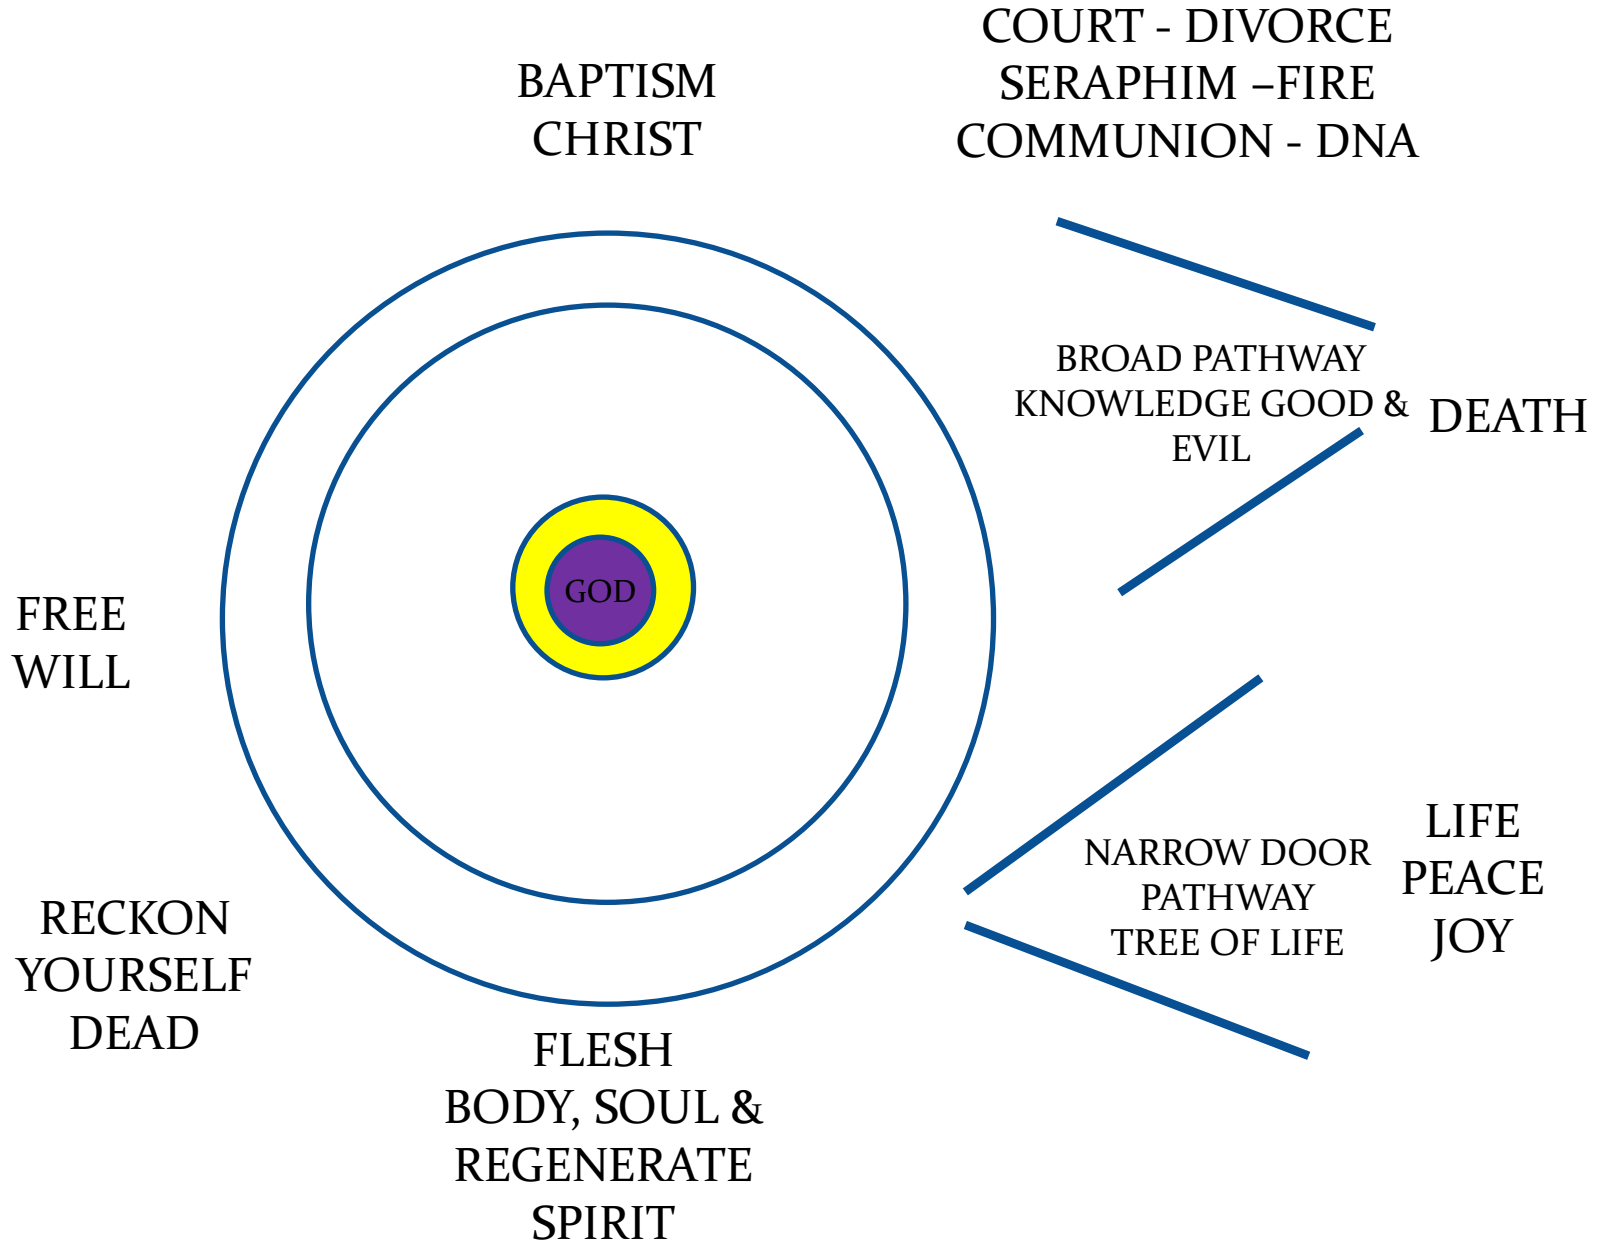 COURT - DIVORCE
SERAPHIM –FIRE
COMMUNION - DNA
BAPTISM
CHRIST
BROAD PATHWAY
KNOWLEDGE GOOD &
EVIL
DEATH
GOD
FREE
WILL
NARROW DOOR
PATHWAY
TREE OF LIFE
LIFE
PEACE
JOY
RECKON
YOURSELF
DEAD
FLESH
BODY, SOUL &
REGENERATE
SPIRIT